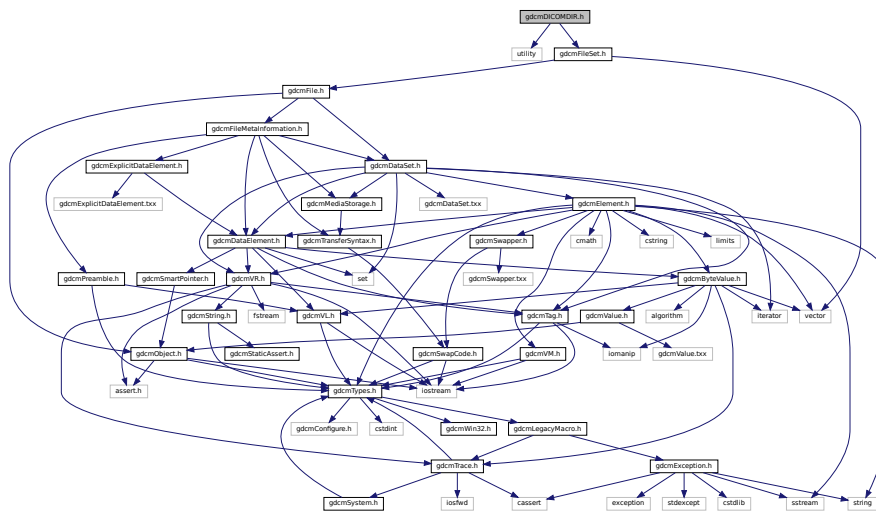 gdcmDICOMDIR.h
utility
gdcmFileSet.h
gdcmFile.h
gdcmFileMetaInformation.h
gdcmExplicitDataElement.h
gdcmDataSet.h
gdcmExplicitDataElement.txx
gdcmMediaStorage.h
gdcmDataSet.txx
gdcmElement.h
gdcmDataElement.h
gdcmTransferSyntax.h
gdcmSwapper.h
cmath
cstring
limits
gdcmPreamble.h
gdcmSmartPointer.h
gdcmVR.h
set
gdcmSwapper.txx
gdcmByteValue.h
gdcmString.h
fstream
gdcmVL.h
gdcmTag.h
gdcmValue.h
algorithm
iterator
vector
gdcmObject.h
gdcmStaticAssert.h
gdcmSwapCode.h
gdcmVM.h
iomanip
gdcmValue.txx
assert.h
gdcmTypes.h
iostream
gdcmConfigure.h
cstdint
gdcmWin32.h
gdcmLegacyMacro.h
gdcmTrace.h
gdcmException.h
gdcmSystem.h
iosfwd
cassert
exception
stdexcept
cstdlib
sstream
string